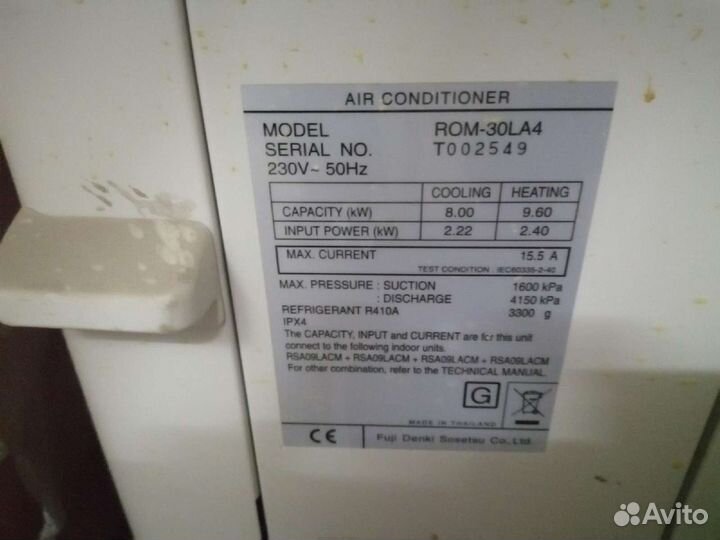 AIR CONDITIONER
MODEL ROM-30LA4
SERIAL NO. T002549
230V~ 50Hz
COOLING HEATING
CAPACITY (kW) 8.00 9.60
INPUT POWER (kW) 2.22 2.40
MAX. CURRENT 15.5 A
TEST CONDITION : IEC60335-2-40
MAX. PRESSURE : SUCTION 1600 kPa
: DISCHARGE 4150 kPa
REFRIGERANT R410A 3300 g
IPX4
The CAPACITY, INPUT and CURRENT are for this unit
connect to the following indoor units.
RSA09LACM + RSA09LACM + RSA09LACM + RSA09LACM
For other combination, refer to the TECHNICAL MANUAL.
G
MADE IN THAILAND
CE Fuji Denki Sosetsu Co., Ltd.
Avito